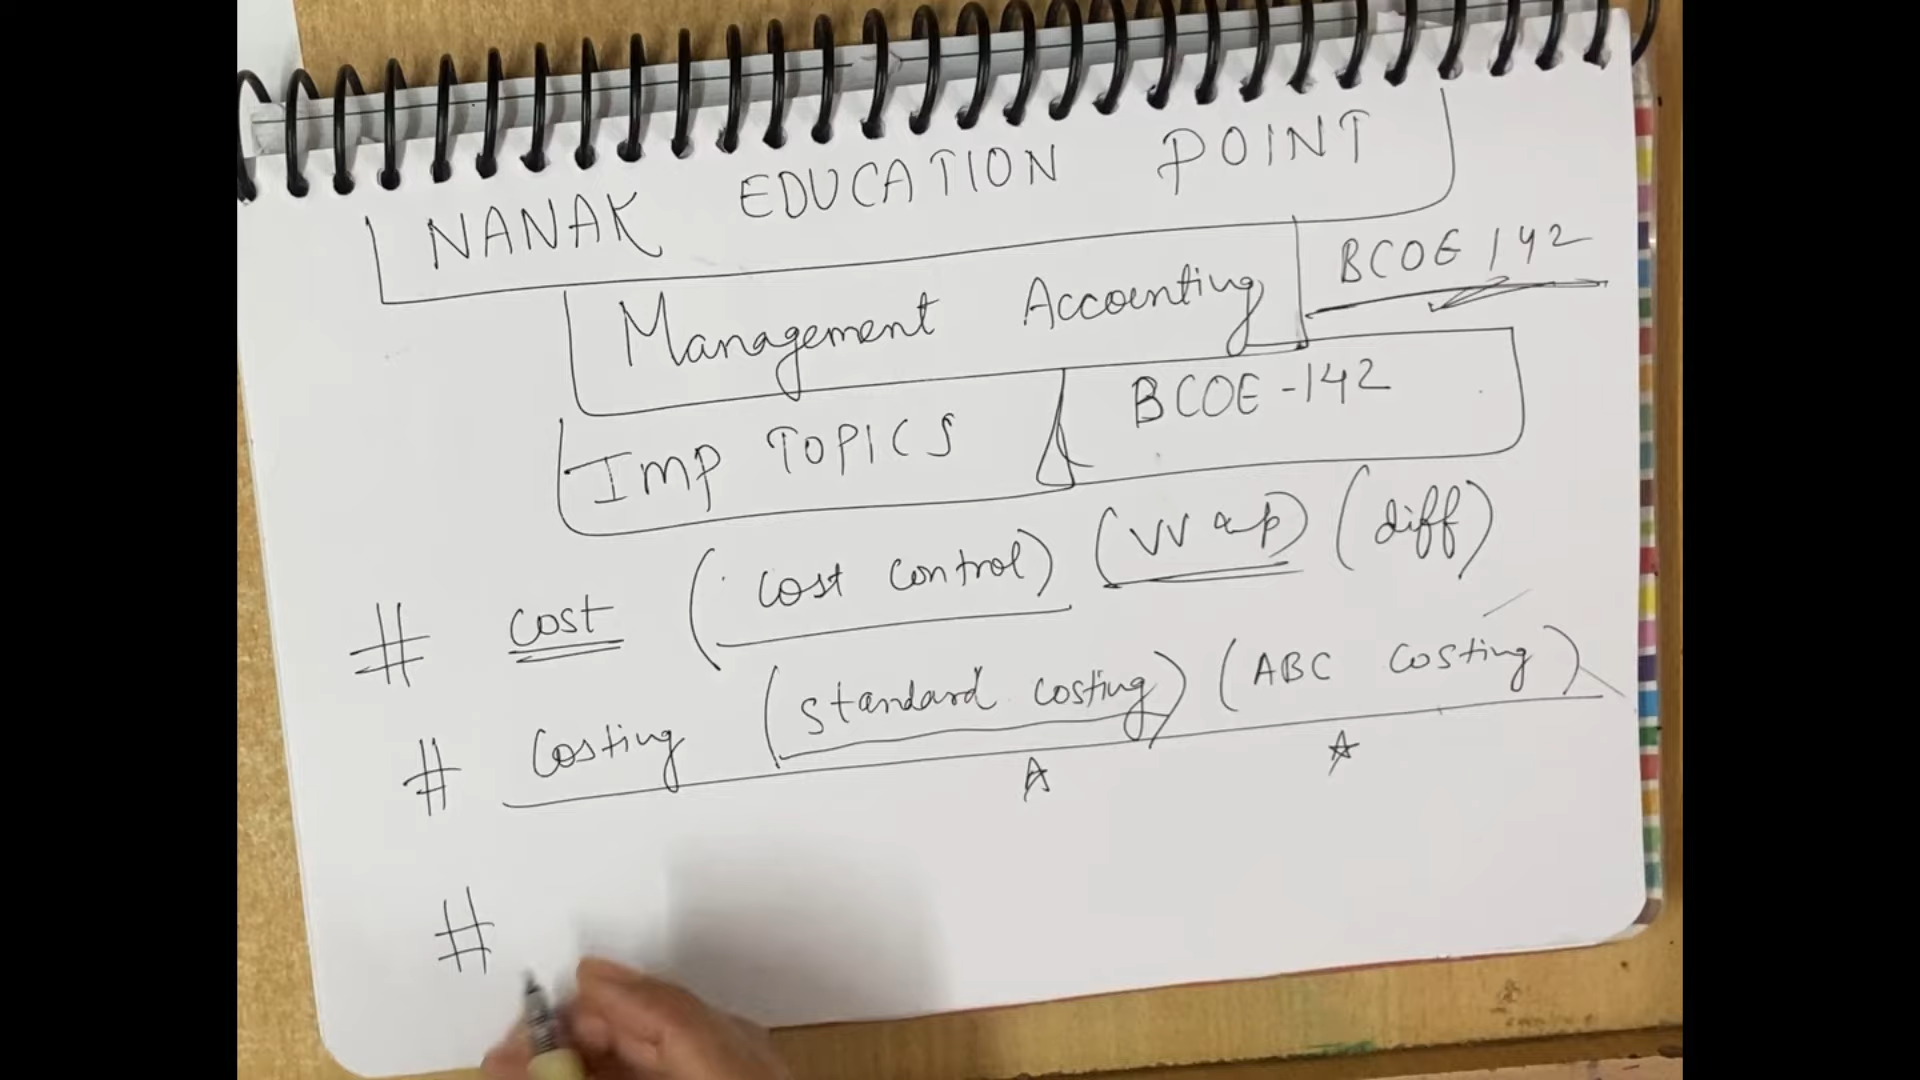 NANAK EDUCATION POINT
Management Accounting BCOE 142
IMP TOPICS BCOE-142
# cost (cost control) (VV imp) (diff)
# Costing (standard costing) (ABC costing)
#